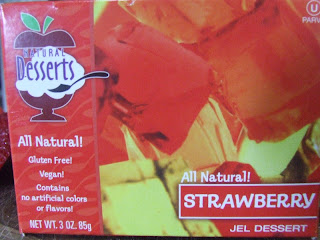 NATURAL
Desserts
All Natural!
Gluten Free!
Vegan!
Contains
no artificial colors
or flavors!
NET WT. 3 OZ. 85g
U
PARV
All Natural!
STRAWBERRY
JEL DESSERT